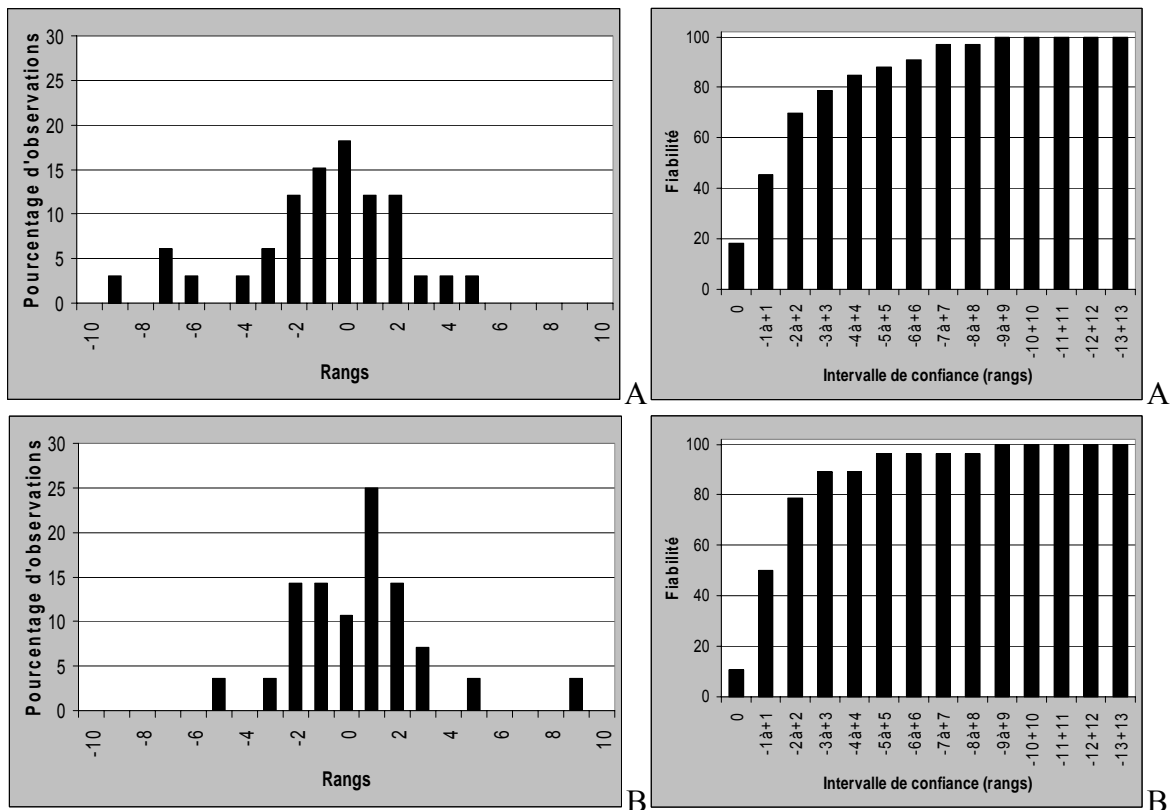 Pourcentage d'observations
30
25
20
15
10
5
0
-10
-8
-6
-4
-2
0
2
4
6
8
10
Rangs
A
Fiabilité
100
80
60
40
20
0
0
-1à+1
-2à+2
-3à+3
-4à+4
-5à+5
-6à+6
-7à+7
-8à+8
-9à+9
-10+10
-11+11
-12+12
-13+13
Intervalle de confiance (rangs)
A
Pourcentage d'observations
30
25
20
15
10
5
0
-10
-8
-6
-4
-2
0
2
4
6
8
10
Rangs
B
Fiabilité
100
80
60
40
20
0
0
-1à+1
-2à+2
-3à+3
-4à+4
-5à+5
-6à+6
-7à+7
-8à+8
-9à+9
-10+10
-11+11
-12+12
-13+13
Intervalle de confiance (rangs)
B